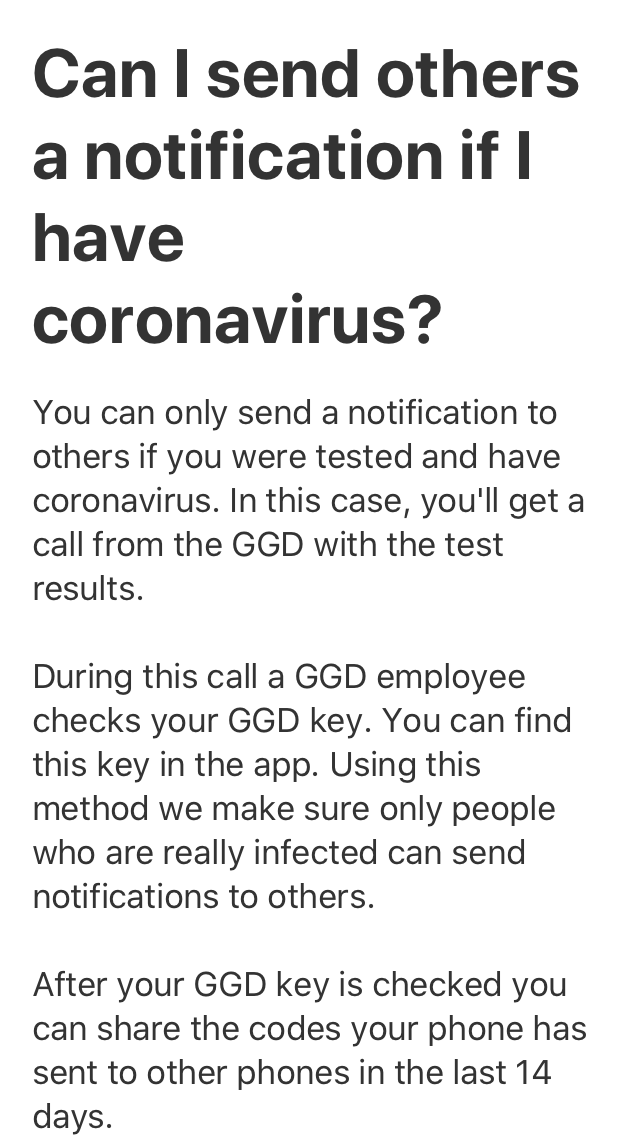 Can I send others
a notification if I
have
coronavirus?
You can only send a notification to
others if you were tested and have
coronavirus. In this case, you'll get a
call from the GGD with the test
results.
During this call a GGD employee
checks your GGD key. You can find
this key in the app. Using this
method we make sure only people
who are really infected can send
notifications to others.
After your GGD key is checked you
can share the codes your phone has
sent to other phones in the last 14
days.